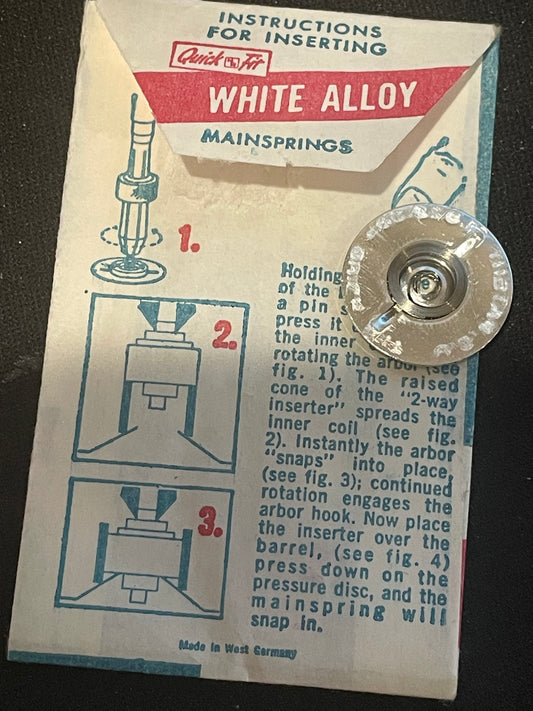 INSTRUCTIONS
FOR INSERTING
Quick Fit
WHITE ALLOY
MAINSPRINGS
1.
2.
3.
Holding
of the
a pin
press it
the inner
rotating the arbor (see
fig. 1). The raised
cone of the "2-way
inserter" spreads the
inner coil (see fig.
2). Instantly the arbor
"snaps" into place,
(see fig. 3); continued
rotation engages the
arbor hook. Now place
the inserter over the
barrel, (see fig. 4)
press down on the
pressure disc, and the
mainspring will
snap in.
Made in West Germany